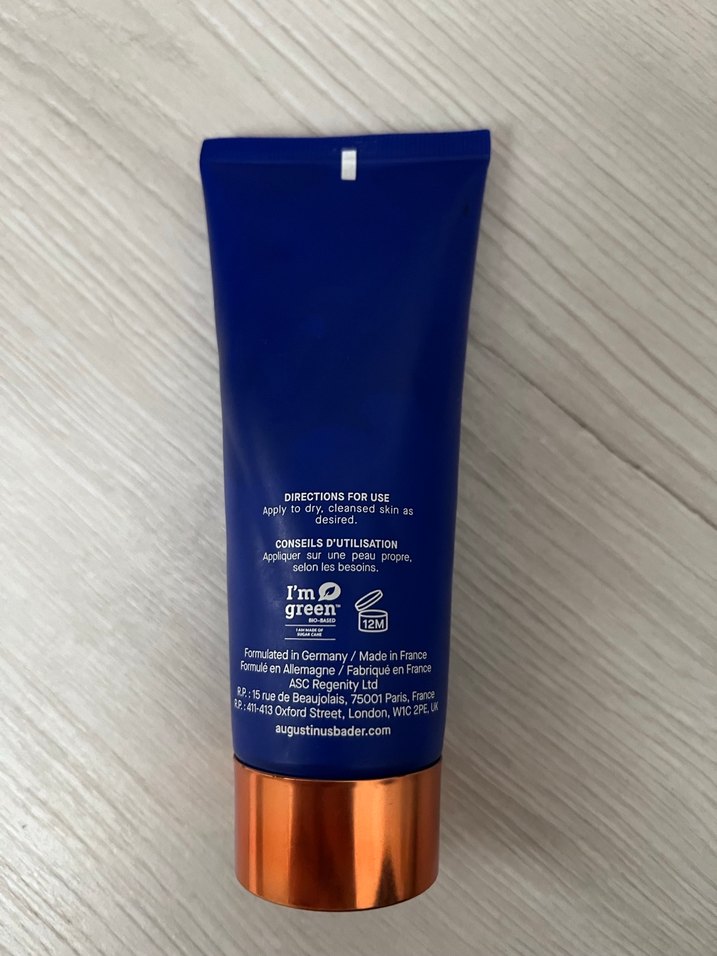 DIRECTIONS FOR USE
Apply to dry, cleansed skin as
desired.
CONSEILS D'UTILISATION
Appliquer sur une peau propre,
selon les besoins.
I'm
green™
BIO-BASED
I AM MADE OF
SUGAR CANE
12M
Formulated in Germany / Made in France
Formulé en Allemagne / Fabriqué en France
ASC Regenity Ltd
R.P. : 15 rue de Beaujolais, 75001 Paris, France
R.P. : 411-413 Oxford Street, London, W1C 2PE, UK
augustinusbader.com